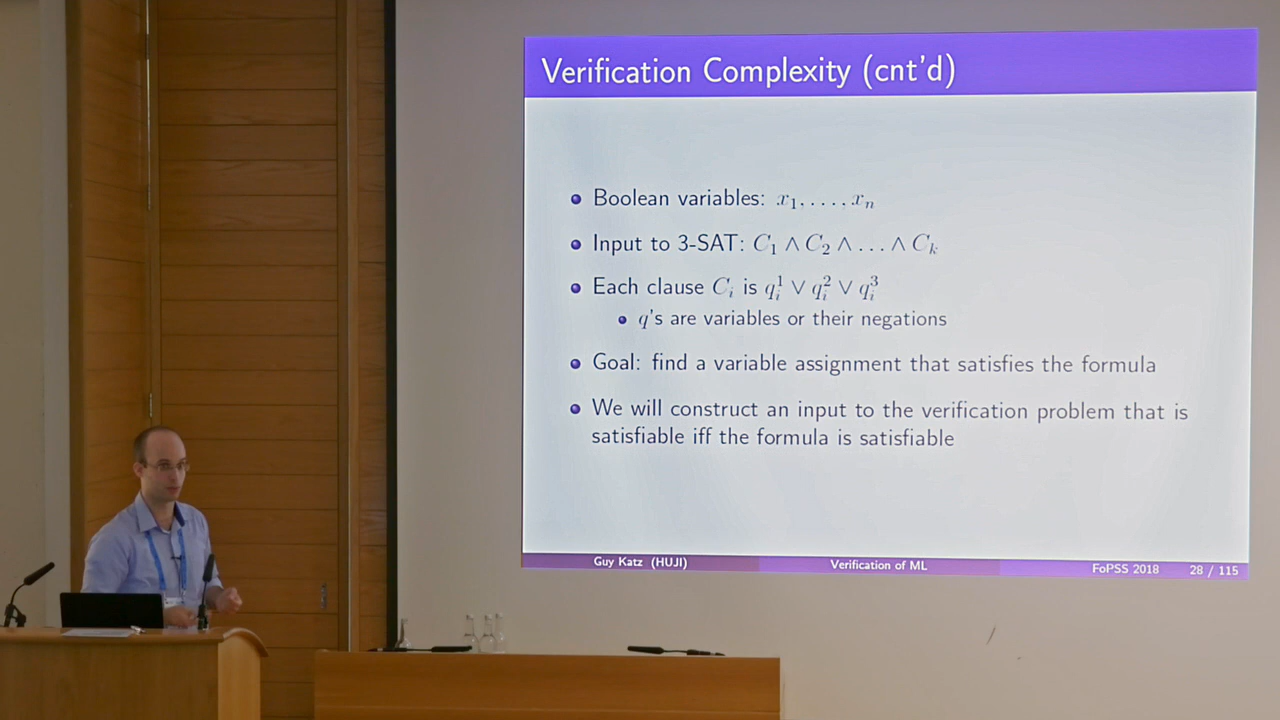 Verification Complexity (cnt'd)
Boolean variables: x₁, . . . , xₙ
Input to 3-SAT: C₁ ∧ C₂ ∧ . . . ∧ Cₖ
Each clause Cᵢ is qᵢ¹ ∨ qᵢ² ∨ qᵢ³
q's are variables or their negations
Goal: find a variable assignment that satisfies the formula
We will construct an input to the verification problem that is
satisfiable iff the formula is satisfiable
Guy Katz (HUJI) Verification of ML FoPSS 2018 28 / 115